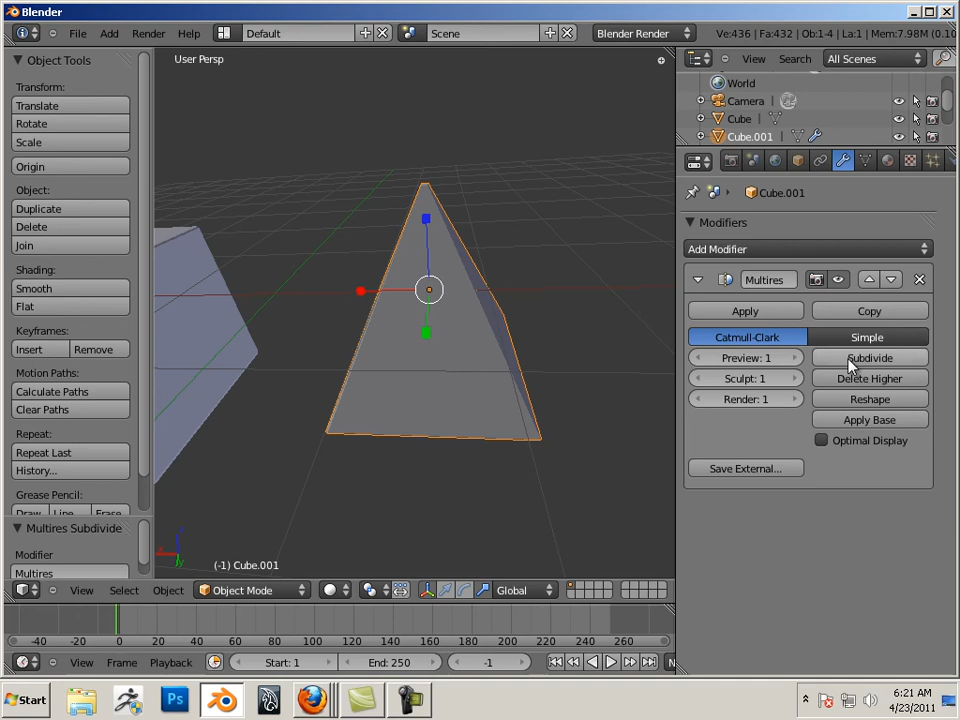 Blender
File Add Render Help Default Scene Blender Render Ve:436 | Fa:432 | Ob:1-4 | La:1 | Mem:7.98M (0.10
Object Tools
Transform:
Translate
Rotate
Scale
Origin
Object:
Duplicate
Delete
Join
Shading:
Smooth
Flat
Keyframes:
Insert Remove
Motion Paths:
Calculate Paths
Clear Paths
Repeat:
Repeat Last
History...
Grease Pencil:
Draw Line Erase
Multires Subdivide
Modifier
Multires
User Persp
(-1) Cube.001
View Select Object Object Mode Global
View Search All Scenes
World
Camera
Cube
Cube.001
Cube.001
Modifiers
Add Modifier
Multires
Apply Copy
Catmull-Clark Simple
Preview: 1 Subdivide
Sculpt: 1 Delete Higher
Render: 1 Reshape
Apply Base
Optimal Display
Save External...
-40 -20 0 20 40 60 80 100 120 140 160 180 200 220 240 260
View Frame Playback Start: 1 End: 250 -1 N
Start Ps 6:21 AM
4/23/2011